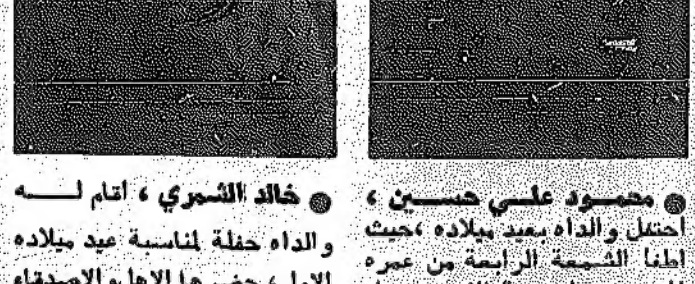 ● محمود علي حسين ،
احتفل والداه بعيد ميلاده ،حيث
اطفا الشمعة الرابعة من عمره
● خالد الشمري ، اقام له
والداه حفلة لمناسبة عيد ميلاده
الاول ، حضرها الاهل والاصدقاء